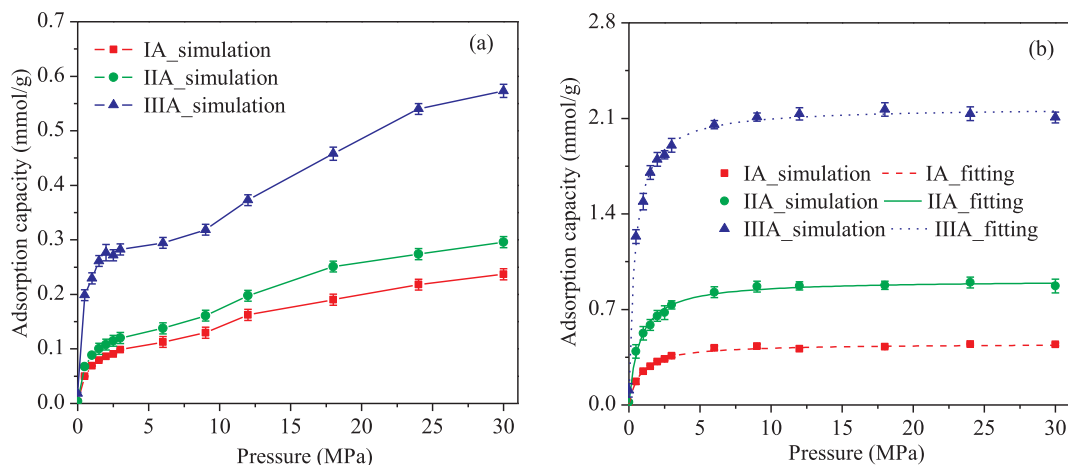 (a)
IA_simulation
IIA_simulation
IIIA_simulation
Adsorption capacity (mmol/g)
0.7
0.6
0.5
0.4
0.3
0.2
0.1
0.0
0 5 10 15 20 25 30
Pressure (MPa)
(b)
IA_simulation IA_fitting
IIA_simulation IIA_fitting
IIIA_simulation IIIA_fitting
Adsorption capacity (mmol/g)
2.8
2.1
1.4
0.7
0.0
0 5 10 15 20 25 30
Pressure (MPa)